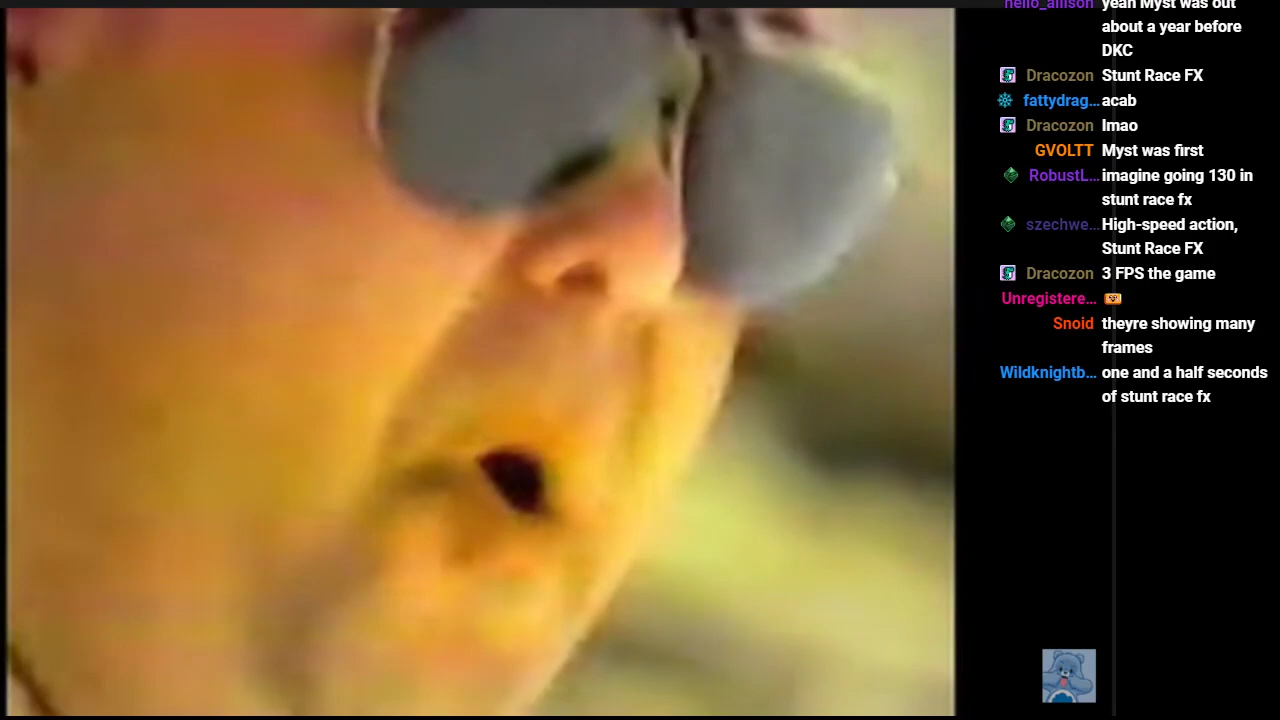 hello_allison yeah Myst was out
about a year before
DKC
Dracozon Stunt Race FX
fattydrag… acab
Dracozon lmao
GVOLTT Myst was first
RobustL… imagine going 130 in
stunt race fx
szechwe… High-speed action,
Stunt Race FX
Dracozon 3 FPS the game
Unregistere…
Snoid theyre showing many
frames
Wildknightb… one and a half seconds
of stunt race fx